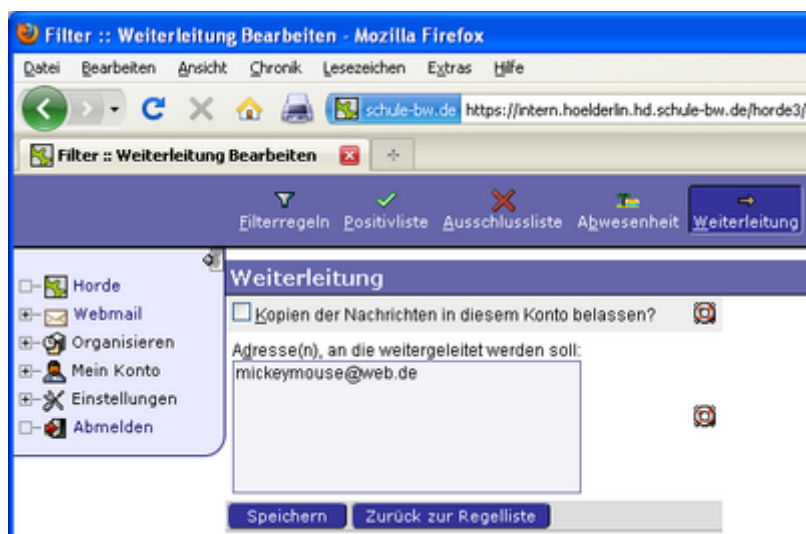 Filter :: Weiterleitung Bearbeiten - Mozilla Firefox
Datei Bearbeiten Ansicht Chronik Lesezeichen Extras Hilfe
schule-bw.de https://intern.hoelderlin.hd.schule-bw.de/horde3/
Filter :: Weiterleitung Bearbeiten
Filterregeln Positivliste Ausschlussliste Abwesenheit Weiterleitung
Horde
Webmail
Organisieren
Mein Konto
Einstellungen
Abmelden
Weiterleitung
Kopien der Nachrichten in diesem Konto belassen?
Adresse(n), an die weitergeleitet werden soll:
mickeymouse@web.de
Speichern Zurück zur Regelliste